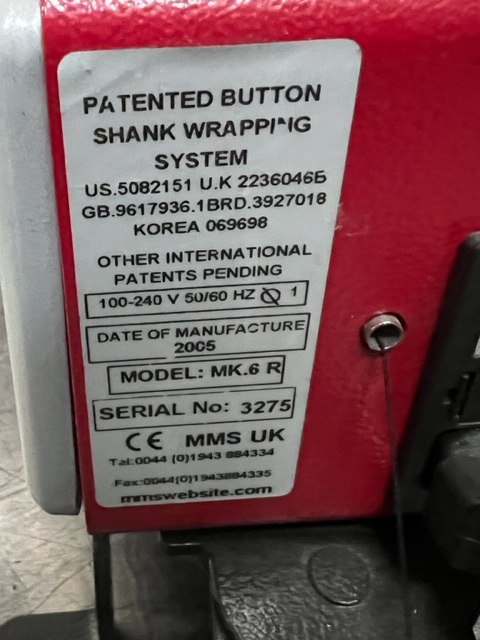 PATENTED BUTTON
SHANK WRAPPING
SYSTEM
US.5082151 U.K 2236046B
GB.9617936.1BRD.3927018
KOREA 069698
OTHER INTERNATIONAL
PATENTS PENDING
100-240 V 50/60 HZ Ø 1
DATE OF MANUFACTURE
2005
MODEL: MK.6 R
SERIAL No: 3275
CE MMS UK
Tel:0044 (0)1943 884334
Fax:0044(0)1943884335
mmswebsite.com